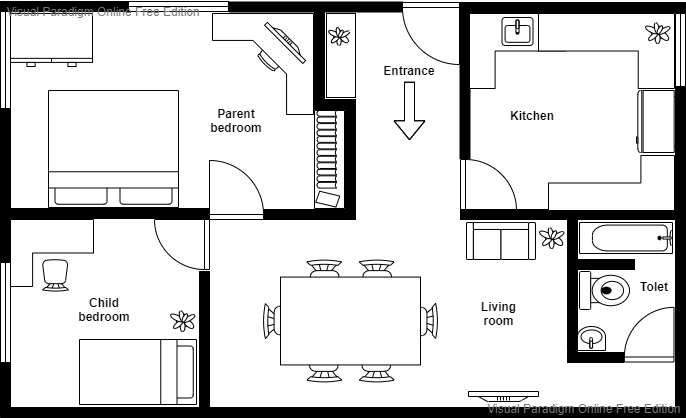 Visual Paradigm Online Free Edition
Entrance
Parent
bedroom
Kitchen
Tolet
Child
bedroom
Living
room
Visual Paradigm Online Free Edition